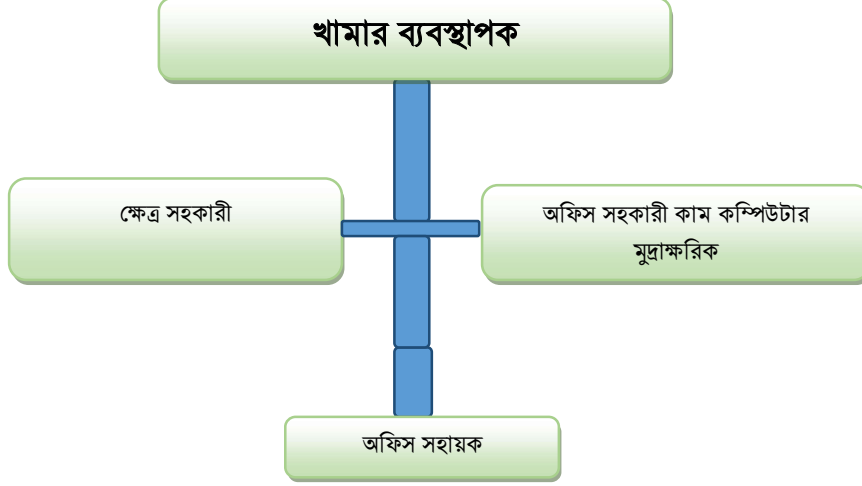 খামার ব্যবস্থাপক
ক্ষেত্র সহকারী
অফিস সহকারী কাম কম্পিউটার
মুদ্রাক্ষরিক
অফিস সহায়ক